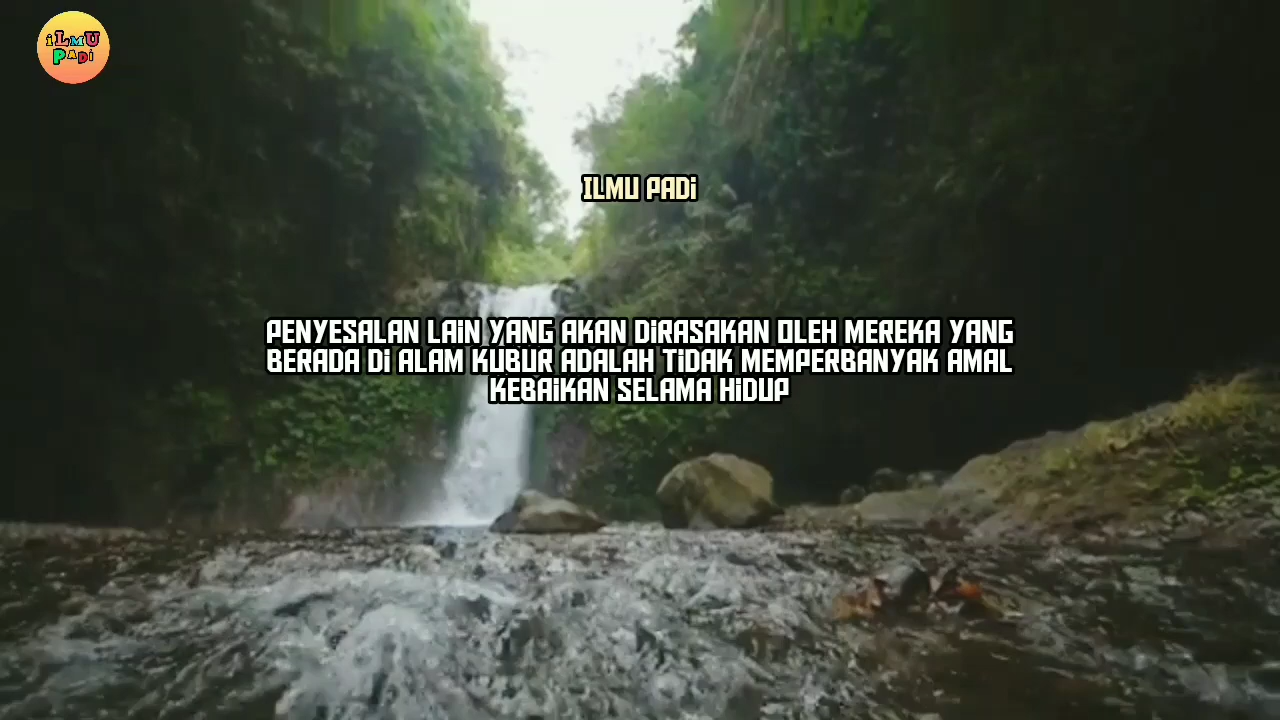 iLMU
PADi
ILMU PADi
PENYESALAN LAiN YANG AKAN DiRASAKAN OLEH MEREKA YANG
BERADA Di ALAM KUBUR ADALAH TiDAK MEMPERBANYAK AMAL
KEBAiKAN SELAMA HiDUP